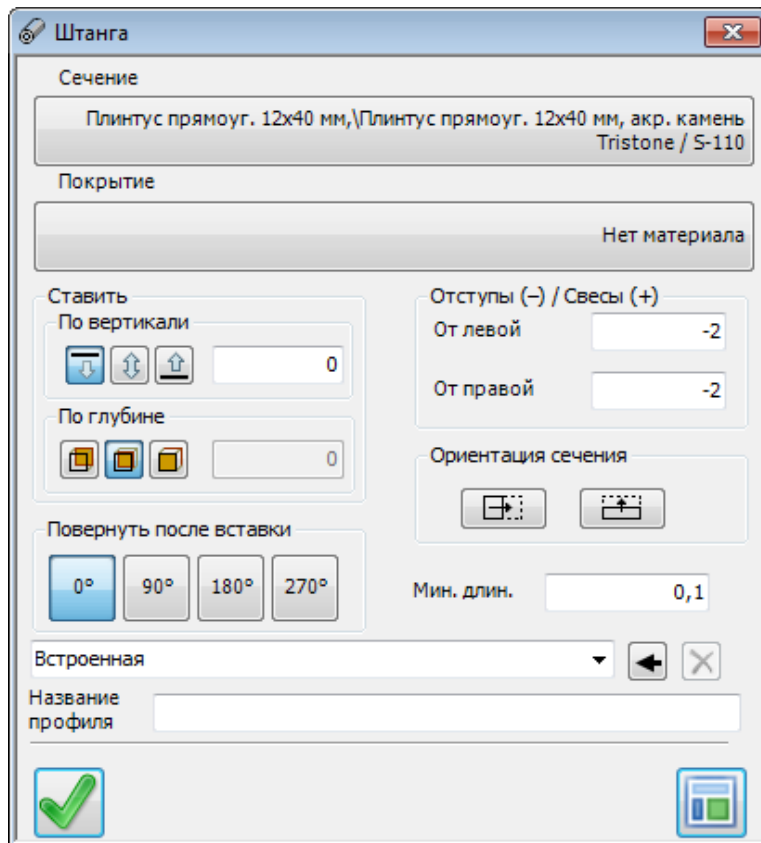 Штанга
Сечение
Плинтус прямоуг. 12x40 мм,\Плинтус прямоуг. 12x40 мм, акр. камень
Tristone / S-110
Покрытие
Нет материала
Ставить
По вертикали
0
По глубине
0
Отступы (–) / Свесы (+)
От левой
-2
От правой
-2
Ориентация сечения
Повернуть после вставки
0° 90° 180° 270°
Мин. длин.
0,1
Встроенная
Название
профиля